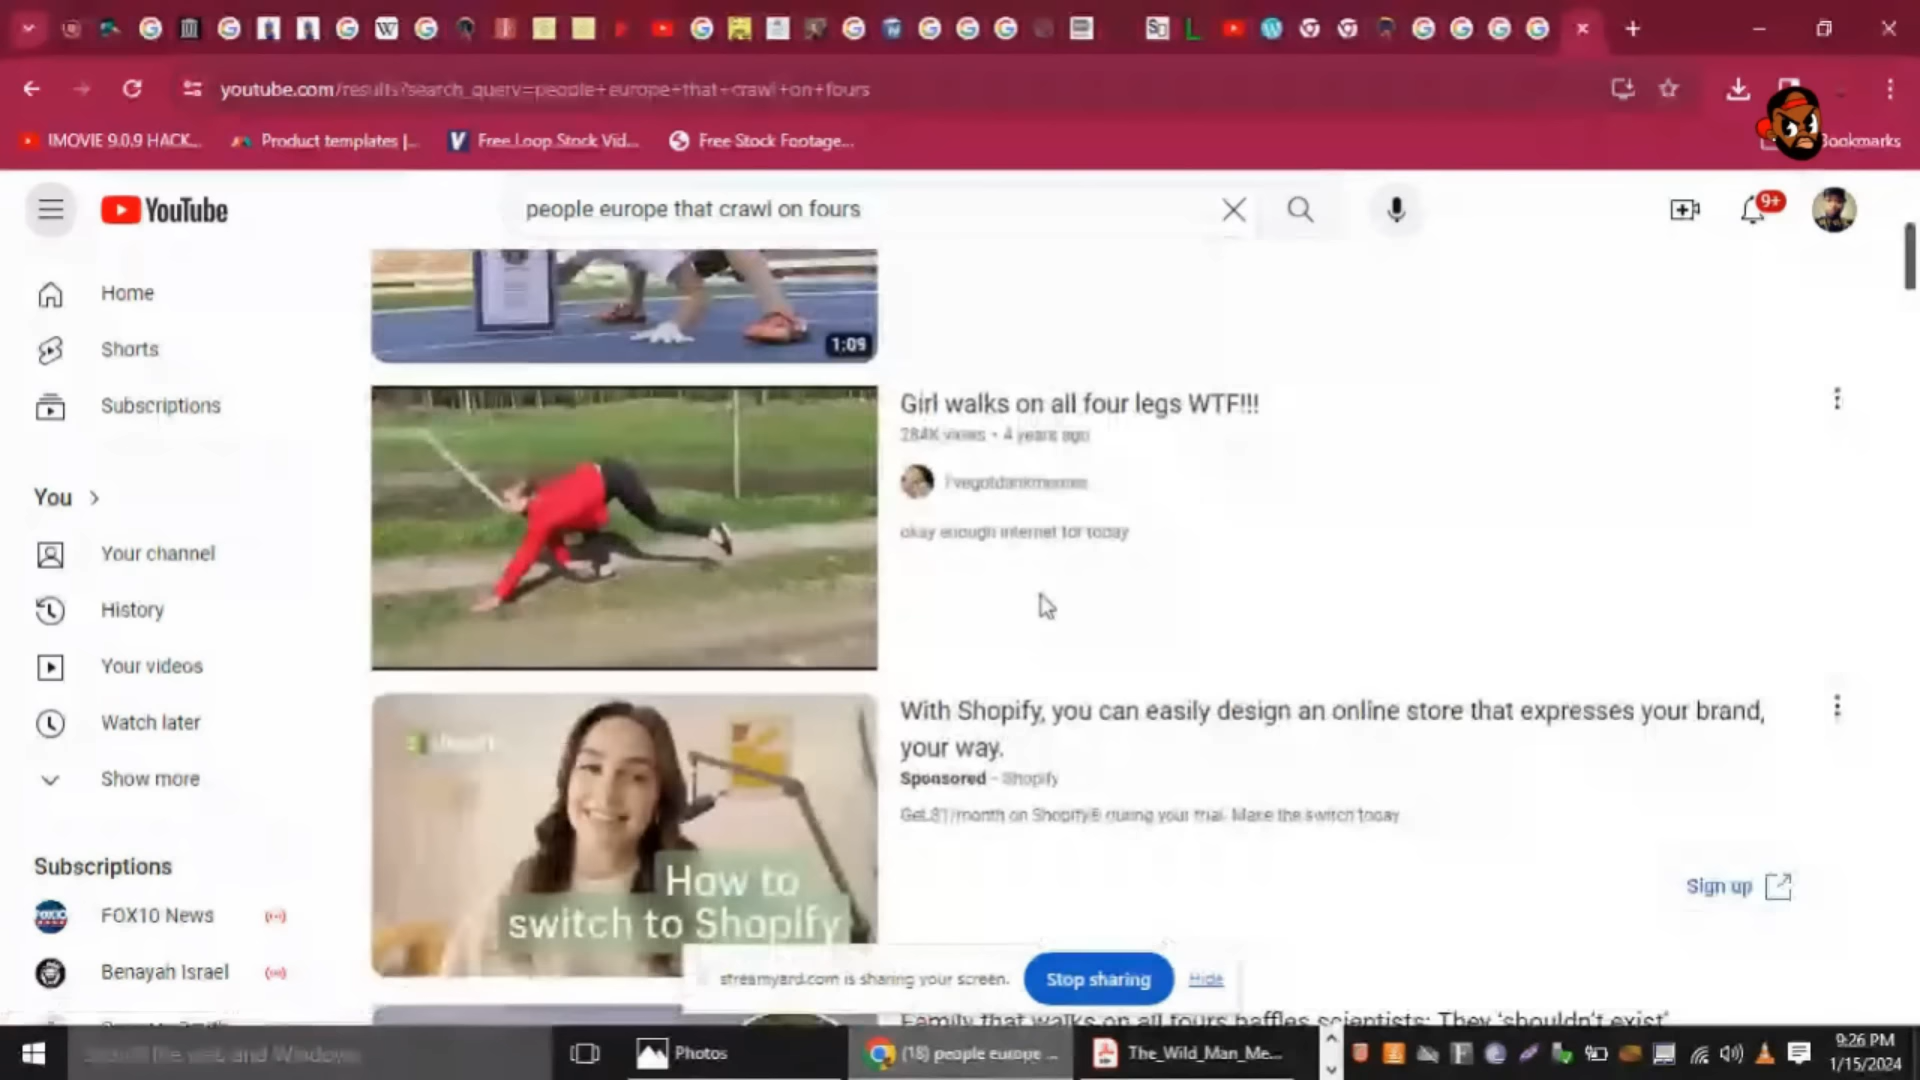 youtube.com/results?search_query=people+europe+that+crawl+on+fours
IMOVIE 9.0.9 HACK...
Product templates |...
Free Loop Stock Vid...
Free Stock Footage...
Bookmarks
YouTube
people europe that crawl on fours
9+
Home
Shorts
Subscriptions
You
Your channel
History
Your videos
Watch later
Show more
Subscriptions
FOX10 News
Benayah Israel
1:09
Girl walks on all four legs WTF!!!
284K views • 4 years ago
I'vegotdankmemes
okay enough internet for today
With Shopify, you can easily design an online store that expresses your brand,
your way.
Sponsored · Shopify
Get $1/month on Shopify® during your trial. Make the switch today
Sign up
How to
switch to Shopify
streamyard.com is sharing your screen.
Stop sharing
Hide
Family that walks on all fours baffles scientists: They 'shouldn't exist'
Search the web and Windows
Photos
(18) people europe ...
The_Wild_Man_Me...
9:26 PM
1/15/2024